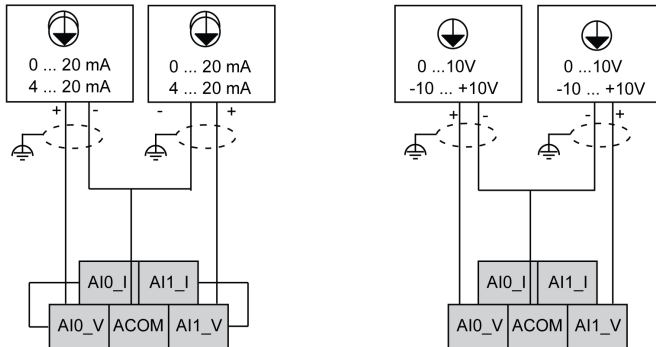 0 ... 20 mA
4 ... 20 mA
0 ... 20 mA
4 ... 20 mA
+ -
- +
AI0_I AI1_I
AI0_V ACOM AI1_V
0 ...10V
-10 ... +10V
0 ...10V
-10 ... +10V
+ -
- +
AI0_I AI1_I
AI0_V ACOM AI1_V